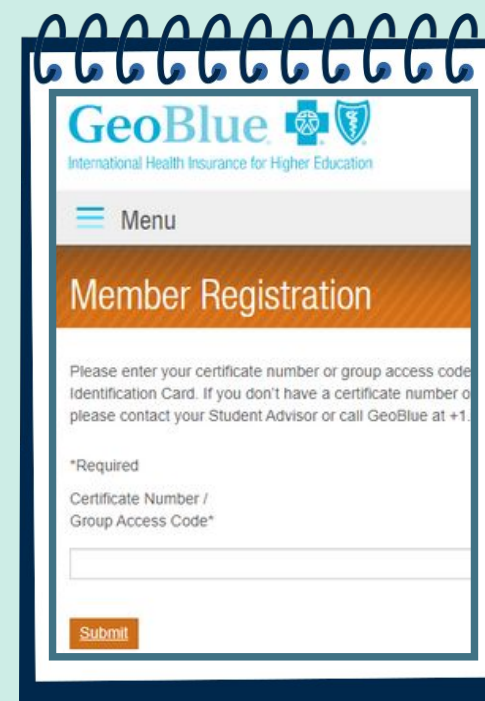 GeoBlue
International Health Insurance for Higher Education
Menu
Member Registration
Please enter your certificate number or group access code
Identification Card. If you don't have a certificate number o
please contact your Student Advisor or call GeoBlue at +1.
*Required
Certificate Number /
Group Access Code*
Submit